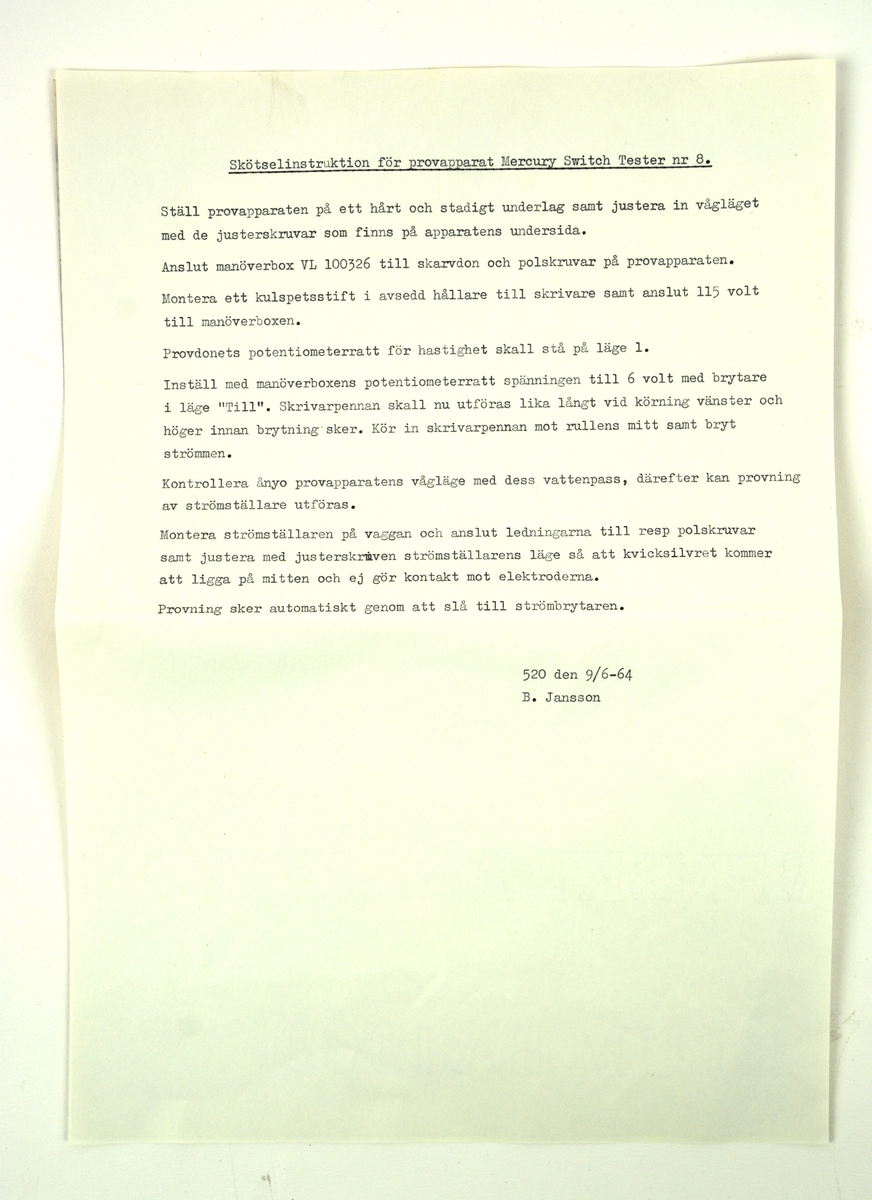 Skötselinstruktion för provapparat Mercury Switch Tester nr 8.
Ställ provapparaten på ett hårt och stadigt underlag samt justera in vågläget
med de justerskruvar som finns på apparatens undersida.
Anslut manöverbox VL 100326 till skarvdon och polskruvar på provapparaten.
Montera ett kulspetsstift i avsedd hållare till skrivare samt anslut 115 volt
till manöverboxen.
Provdonets potentiometerratt för hastighet skall stå på läge 1.
Inställ med manöverboxens potentiometerratt spänningen till 6 volt med brytare
i läge "Till". Skrivarpennan skall nu utföras lika långt vid körning vänster och
höger innan brytning sker. Kör in skrivarpennan mot rullens mitt samt bryt
strömmen.
Kontrollera ånyo provapparatens vågläge med dess vattenpass, därefter kan provning
av strömställare utföras.
Montera strömställaren på vaggan och anslut ledningarna till resp polskruvar
samt justera med justerskruven strömställarens läge så att kvicksilvret kommer
att ligga på mitten och ej gör kontakt mot elektroderna.
Provning sker automatiskt genom att slå till strömbrytaren.
520 den 9/6-64
B. Jansson